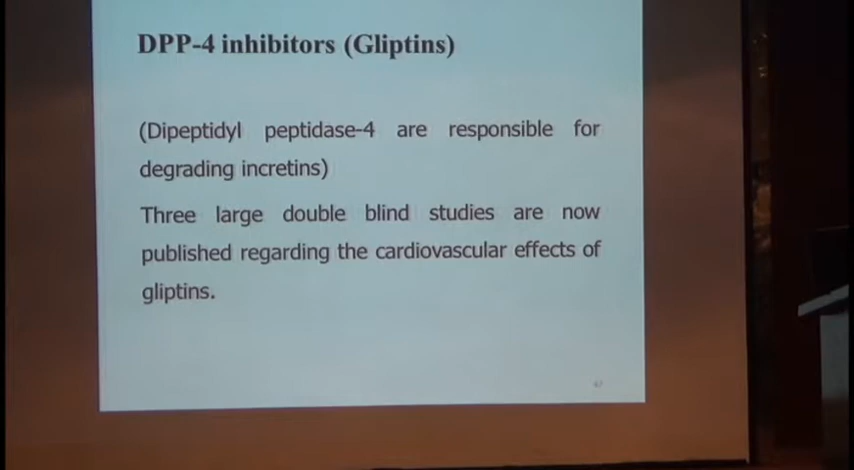 DPP-4 inhibitors (Gliptins)
(Dipeptidyl peptidase-4 are responsible for
degrading incretins)
Three large double blind studies are now
published regarding the cardiovascular effects of
gliptins.